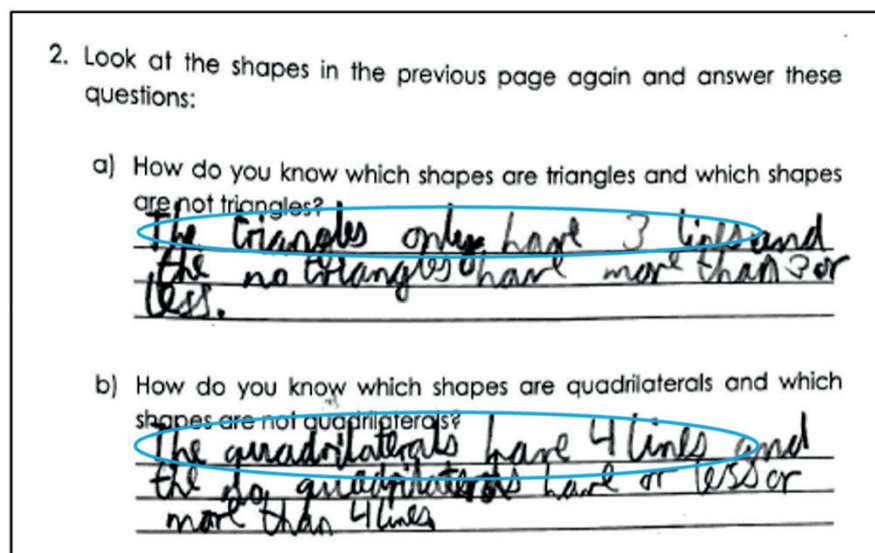 2. Look at the shapes in the previous page again and answer these
questions:
a) How do you know which shapes are triangles and which shapes
are not triangles?
The triangles only have 3 lines and
the no triangles have more than 3 or
less.
b) How do you know which shapes are quadrilaterals and which
shapes are not quadrilaterals?
The quadrilaterals have 4 lines and
the no quadrilaterals have or less or
more than 4 lines